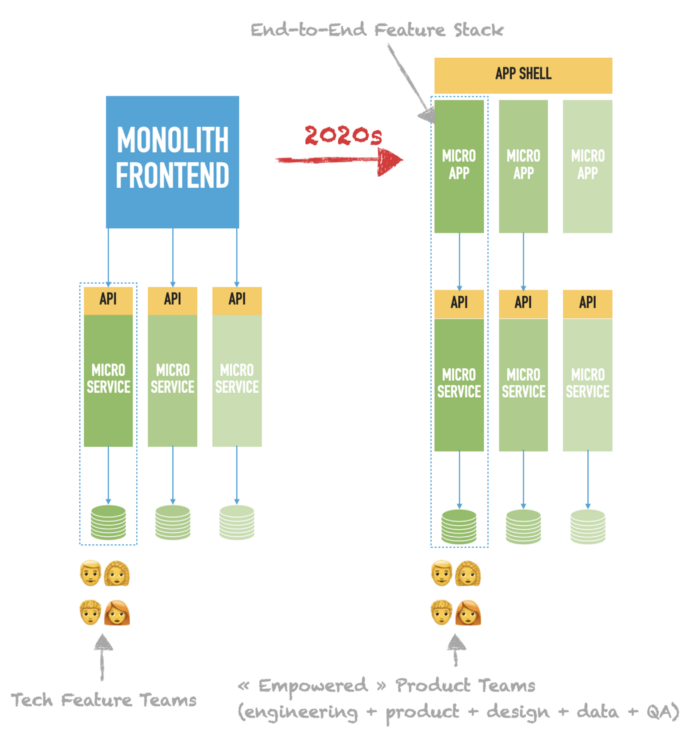 End-to-End Feature Stack
APP SHELL
MONOLITH
FRONTEND
2020s
MICRO
APP
MICRO
APP
MICRO
APP
API
API
API
MICRO
SERVICE
MICRO
SERVICE
MICRO
SERVICE
API
API
API
MICRO
SERVICE
MICRO
SERVICE
MICRO
SERVICE
Tech Feature Teams
« Empowered » Product Teams
(engineering + product + design + data + QA)